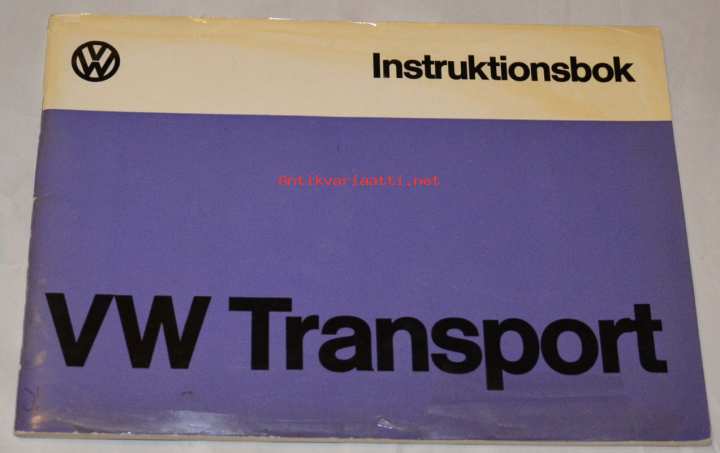 Instruktionsbok
Antikvariaatti.net
VW Transport